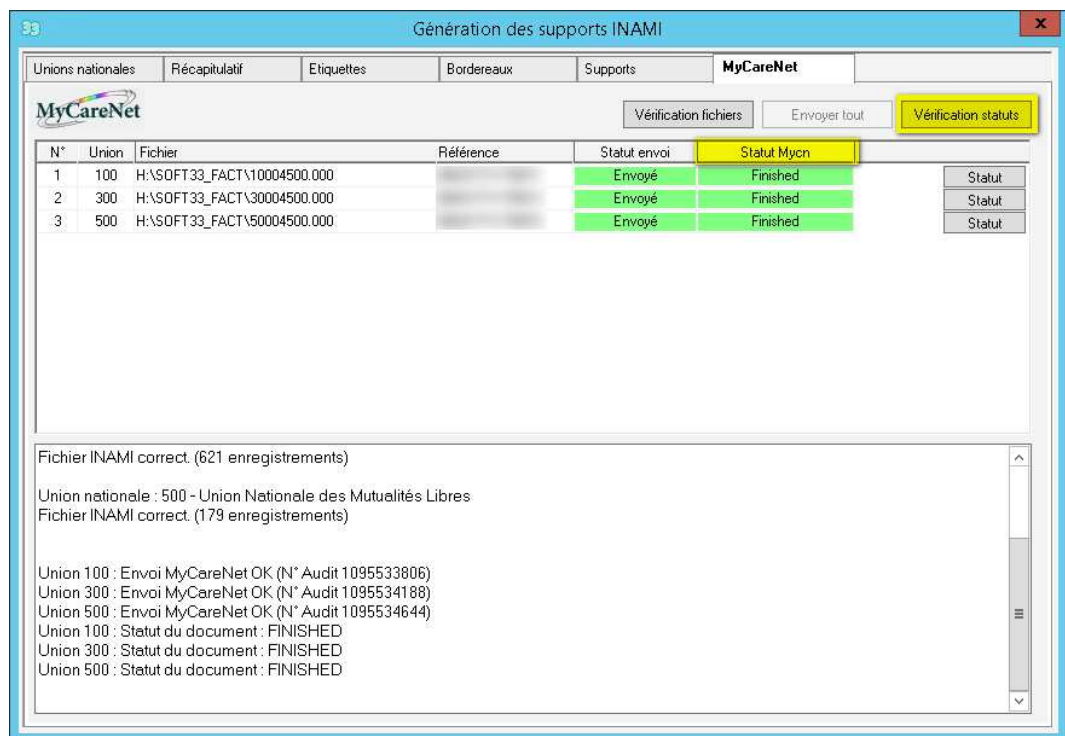 Génération des supports INAMI
x
Unions nationales Récapitulatif Etiquettes Bordereaux Supports MyCareNet
MyCareNet
Vérification fichiers Envoyer tout Vérification statuts
N° Union Fichier Référence Statut envoi Statut Mycn
1 100 H:\SOFT33_FACT\10004500.000 Envoyé Finished Statut
2 300 H:\SOFT33_FACT\30004500.000 Envoyé Finished Statut
3 500 H:\SOFT33_FACT\50004500.000 Envoyé Finished Statut
Fichier INAMI correct. (621 enregistrements)
Union nationale : 500 - Union Nationale des Mutualités Libres
Fichier INAMI correct. (179 enregistrements)
Union 100 : Envoi MyCareNet OK (N° Audit 1095533806)
Union 300 : Envoi MyCareNet OK (N° Audit 1095534188)
Union 500 : Envoi MyCareNet OK (N° Audit 1095534644)
Union 100 : Statut du document : FINISHED
Union 300 : Statut du document : FINISHED
Union 500 : Statut du document : FINISHED